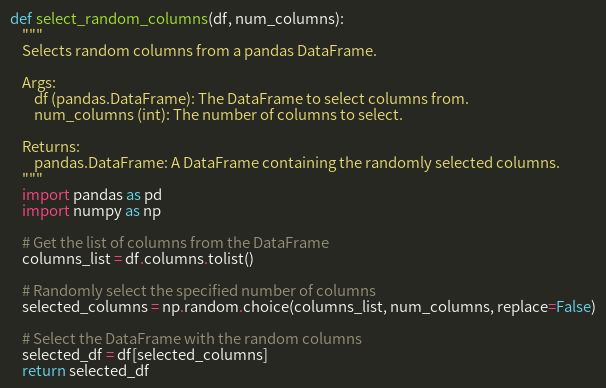 def select_random_columns(df, num_columns):
    """
    Selects random columns from a pandas DataFrame.

    Args:
        df (pandas.DataFrame): The DataFrame to select columns from.
        num_columns (int): The number of columns to select.

    Returns:
        pandas.DataFrame: A DataFrame containing the randomly selected columns.
    """
    import pandas as pd
    import numpy as np

    # Get the list of columns from the DataFrame
    columns_list = df.columns.tolist()

    # Randomly select the specified number of columns
    selected_columns = np.random.choice(columns_list, num_columns, replace=False)

    # Select the DataFrame with the random columns
    selected_df = df[selected_columns]
    return selected_df